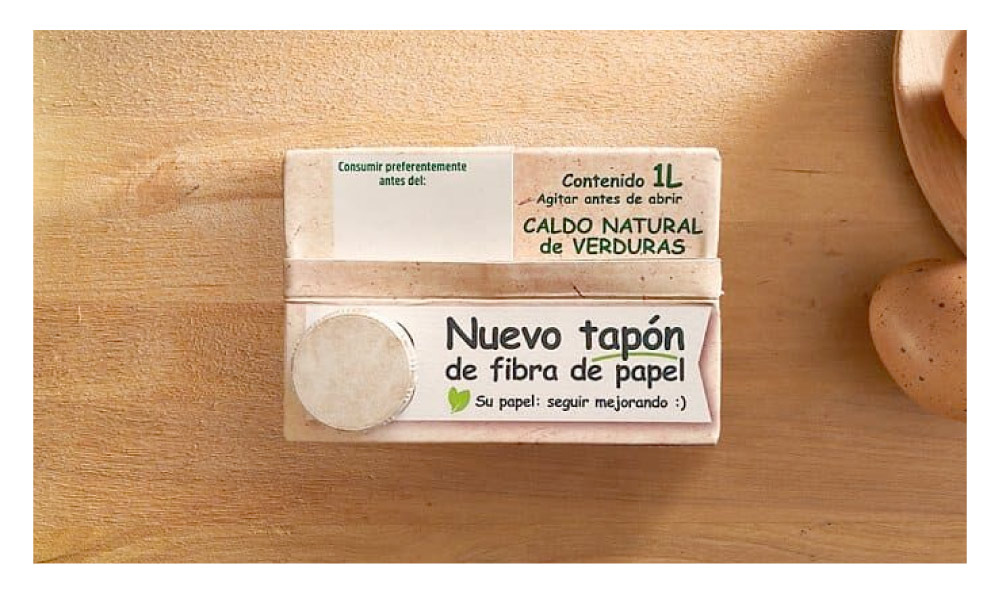 Consumir preferentemente
antes del:
Contenido 1L
Agitar antes de abrir
CALDO NATURAL
de VERDURAS
Nuevo tapón
de fibra de papel
Su papel: seguir mejorando :)